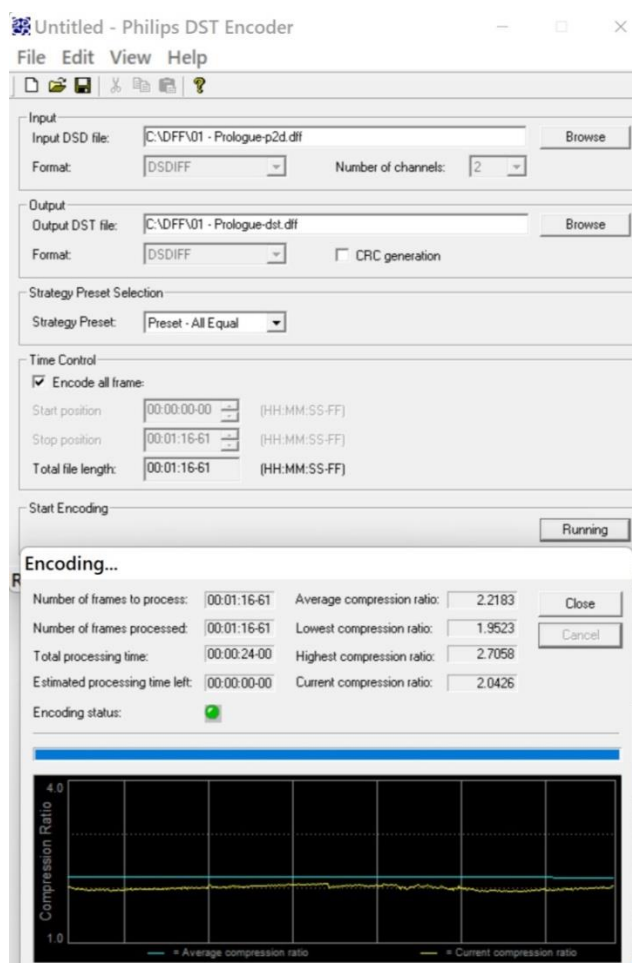 Untitled - Philips DST Encoder
File Edit View Help
Input
Input DSD file: C:\DFF\01 - Prologue-p2d.dff Browse
Format: DSDIFF Number of channels: 2
Output
Output DST file: C:\DFF\01 - Prologue-dst.dff Browse
Format: DSDIFF CRC generation
Strategy Preset Selection
Strategy Preset: Preset - All Equal
Time Control
Encode all frame:
Start position 00:00:00-00 (HH:MM:SS-FF)
Stop position 00:01:16-61 (HH:MM:SS-FF)
Total file length: 00:01:16-61 (HH:MM:SS-FF)
Start Encoding
Running
Encoding...
R
Number of frames to process: 00:01:16-61 Average compression ratio: 2.2183 Close
Number of frames processed: 00:01:16-61 Lowest compression ratio: 1.9523 Cancel
Total processing time: 00:00:24-00 Highest compression ratio: 2.7058
Estimated processing time left: 00:00:00-00 Current compression ratio: 2.0426
Encoding status:
4.0
Compression Ratio
1.0
= Average compression ratio = Current compression ratio